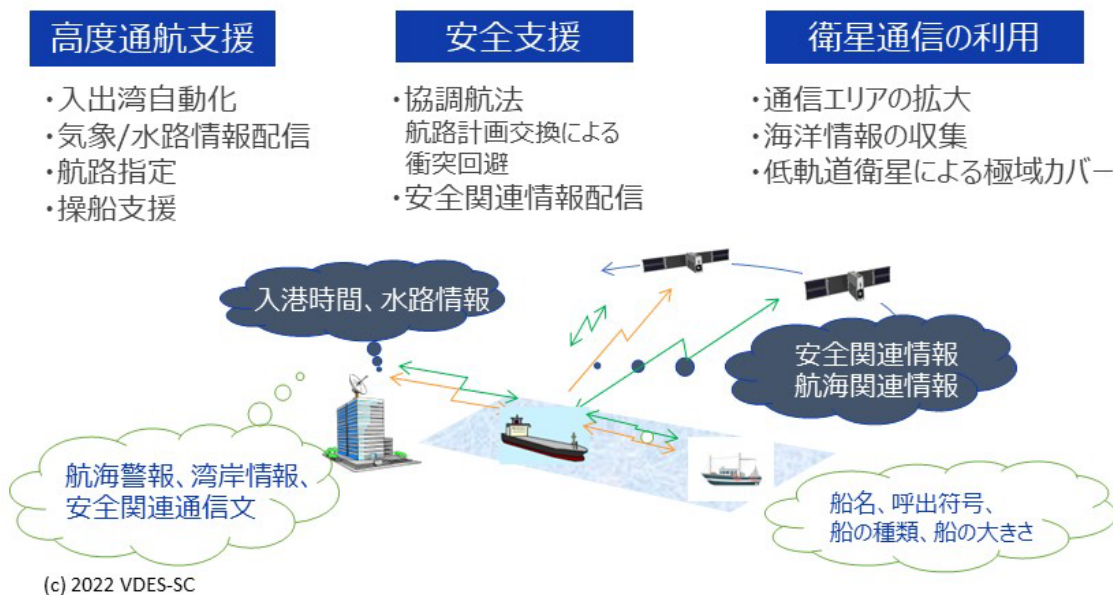 高度通航支援
・入出湾自動化
・気象/水路情報配信
・航路指定
・操船支援
安全支援
・協調航法
航路計画交換による
衝突回避
・安全関連情報配信
衛星通信の利用
・通信エリアの拡大
・海洋情報の収集
・低軌道衛星による極域カバー
入港時間、水路情報
安全関連情報
航海関連情報
航海警報、湾岸情報、
安全関連通信文
船名、呼出符号、
船の種類、船の大きさ
(c) 2022 VDES-SC